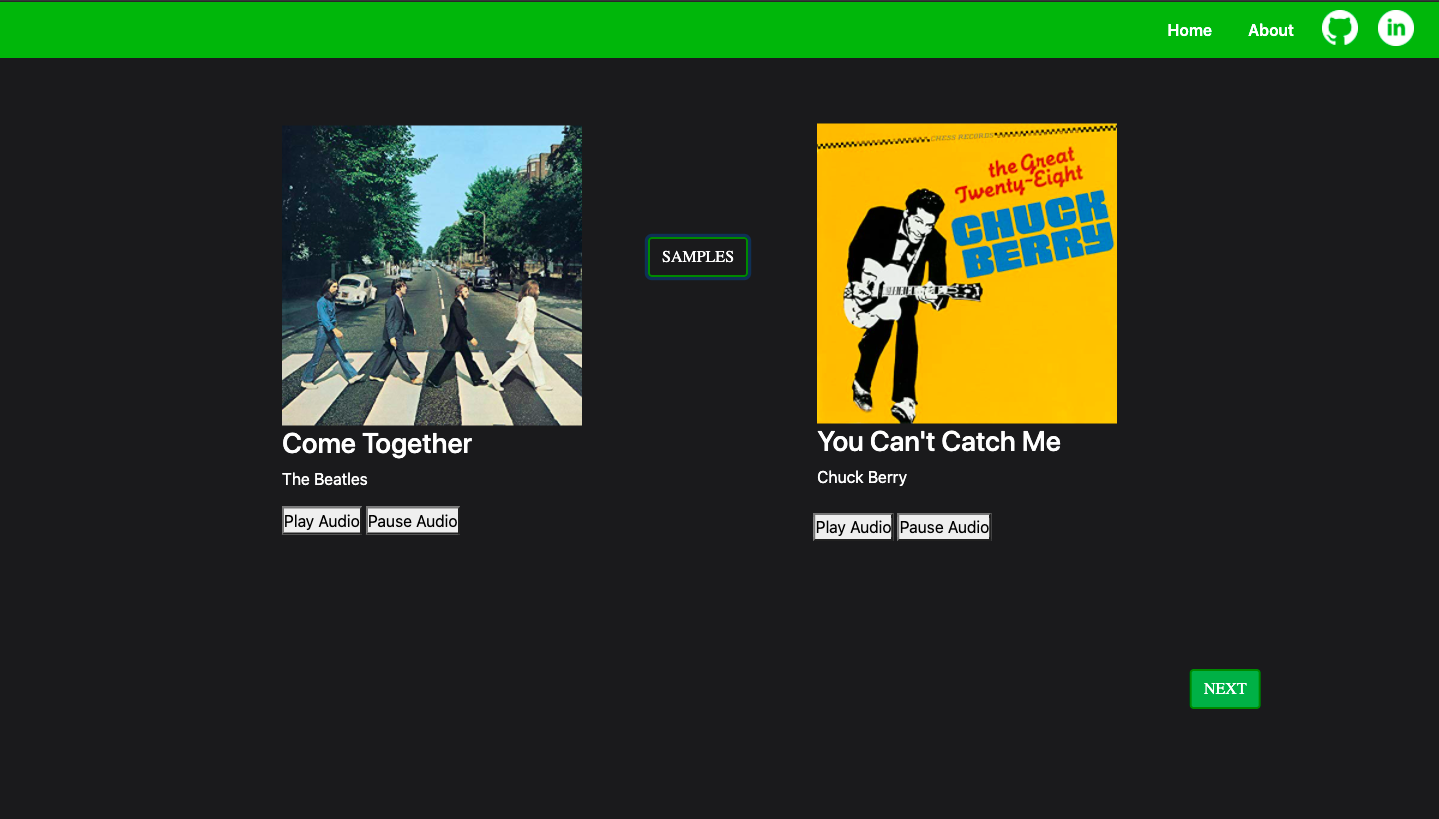 Home About in
CHESS RECORDS
the Great
Twenty-Eight
CHUCK
BERRY
SAMPLES
Come Together
The Beatles
Play Audio Pause Audio
You Can't Catch Me
Chuck Berry
Play Audio Pause Audio
NEXT